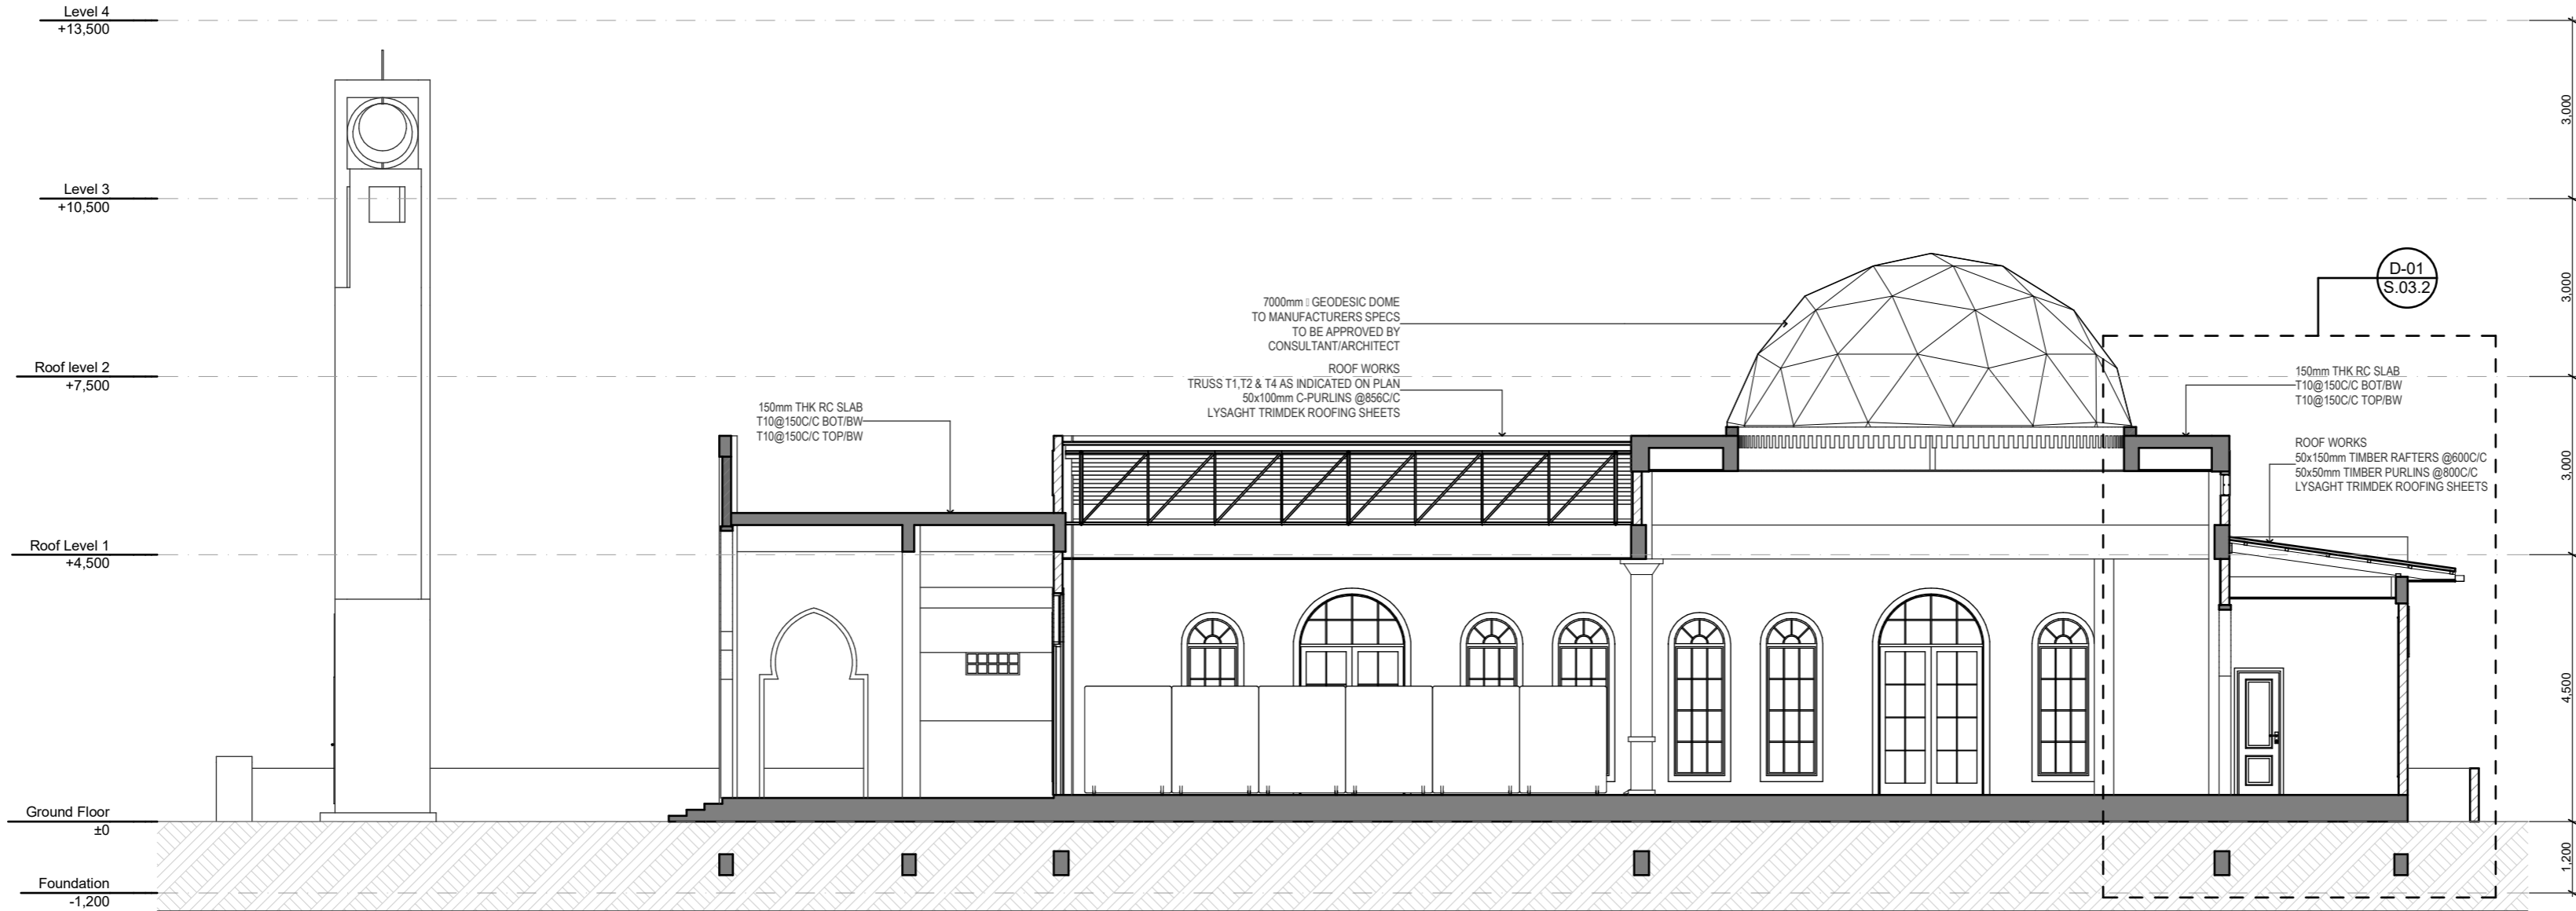 Level 4
+13,500
Level 3
+10,500
Roof level 2
+7,500
Roof Level 1
+4,500
Ground Floor
±0
Foundation
-1,200
150mm THK RC SLAB
T10@150C/C BOT/BW
T10@150C/C TOP/BW
7000mm ▯ GEODESIC DOME
TO MANUFACTURERS SPECS
TO BE APPROVED BY
CONSULTANT/ARCHITECT
ROOF WORKS
TRUSS T1,T2 & T4 AS INDICATED ON PLAN
50x100mm C-PURLINS @856C/C
LYSAGHT TRIMDEK ROOFING SHEETS
D-01
S.03.2
150mm THK RC SLAB
T10@150C/C BOT/BW
T10@150C/C TOP/BW
ROOF WORKS
50x150mm TIMBER RAFTERS @600C/C
50x50mm TIMBER PURLINS @800C/C
LYSAGHT TRIMDEK ROOFING SHEETS
3,000
3,000
3,000
4,500
1,200